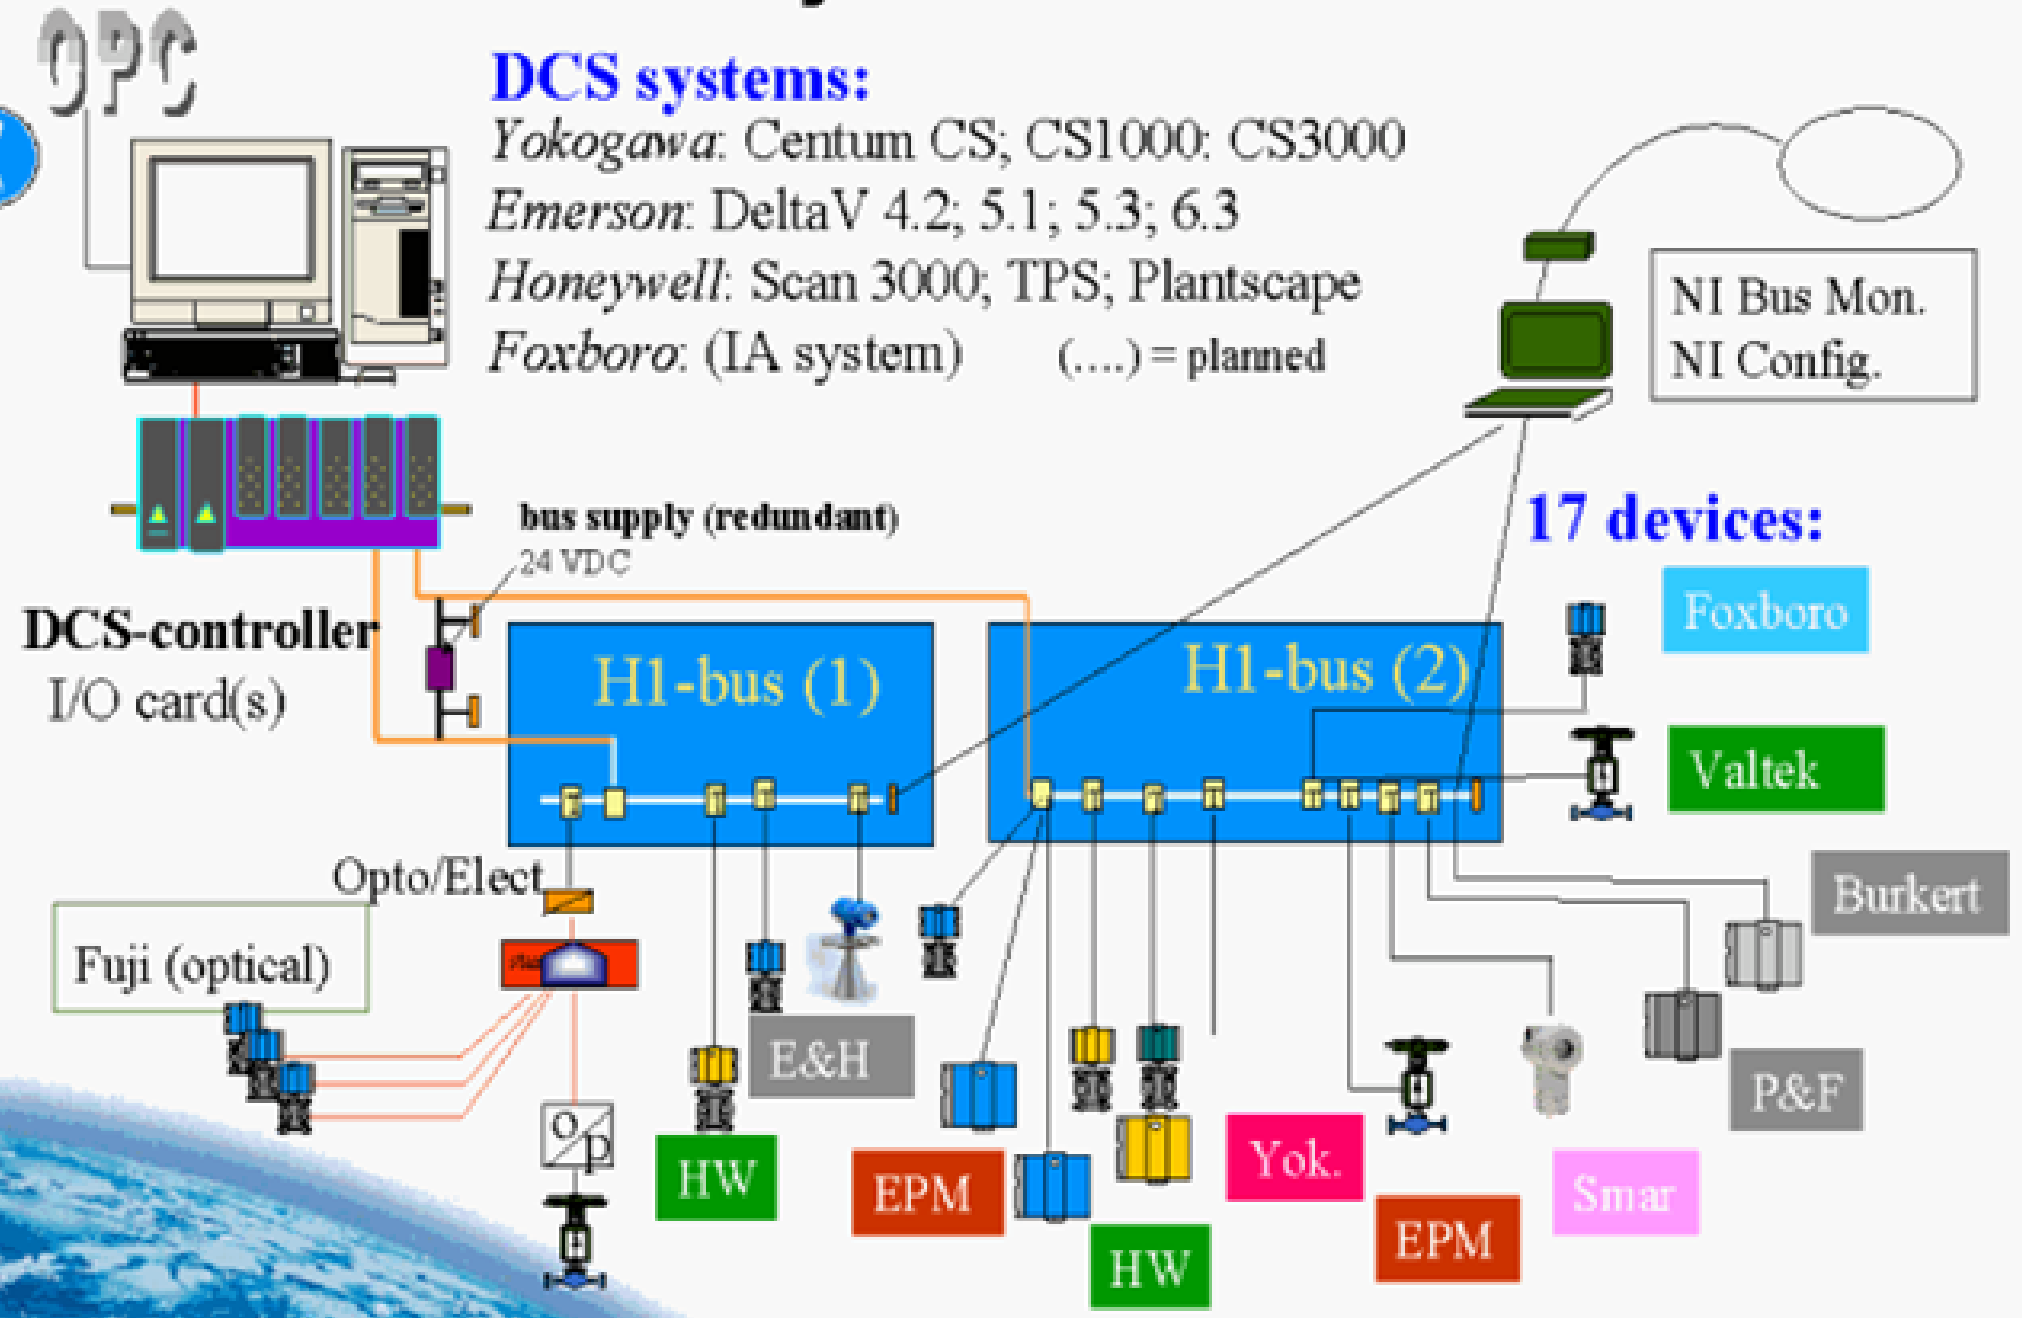 OPC
DCS systems:
Yokogawa: Centum CS; CS1000: CS3000
Emerson: DeltaV 4.2; 5.1; 5.3; 6.3
Honeywell: Scan 3000; TPS; Plantscape
Foxboro: (IA system) (....) = planned
NI Bus Mon.
NI Config.
bus supply (redundant)
24 VDC
17 devices:
DCS-controller
I/O card(s)
H1-bus (1)
H1-bus (2)
Foxboro
Valtek
Opto/Elect
Burkert
Fuji (optical)
E&H
P&F
o
p
HW
EPM
Yok.
Smar
HW
EPM